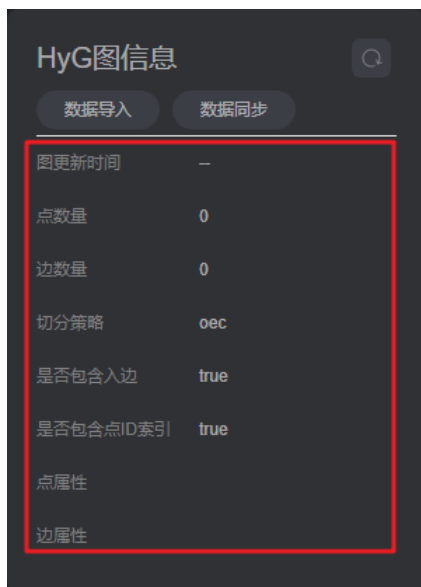 HyG图信息
数据导入 数据同步
图更新时间 --
点数量 0
边数量 0
切分策略 oec
是否包含入边 true
是否包含点ID索引 true
点属性
边属性